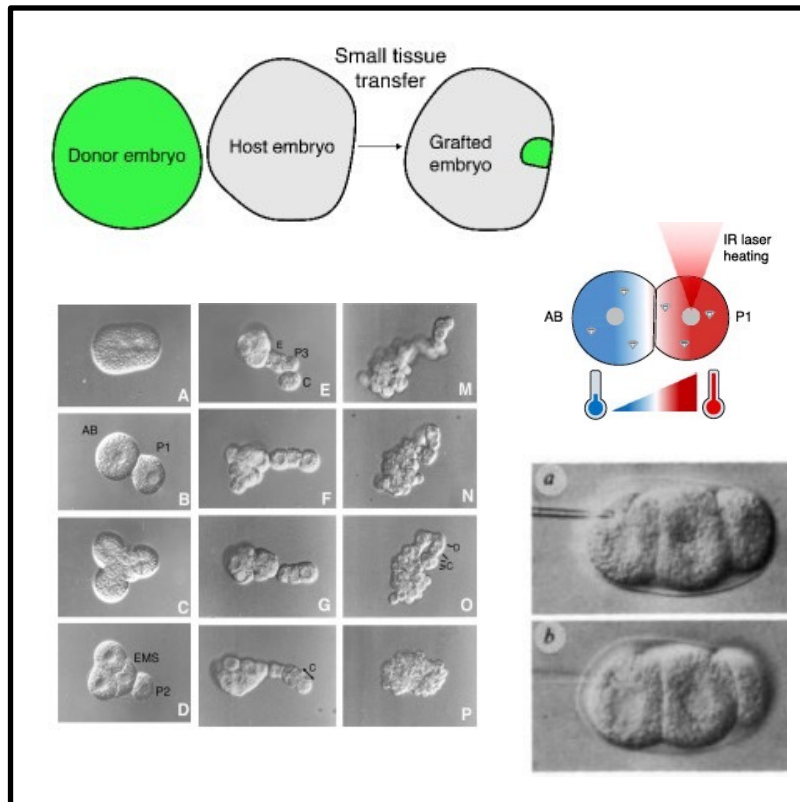 Small tissue
transfer
Donor embryo
Host embryo
Grafted
embryo
IR laser
heating
AB
P1
A
E
P3
C
E
M
AB
P1
B
F
N
C
G
D
C
O
EMS
P2
D
C
P
a
b